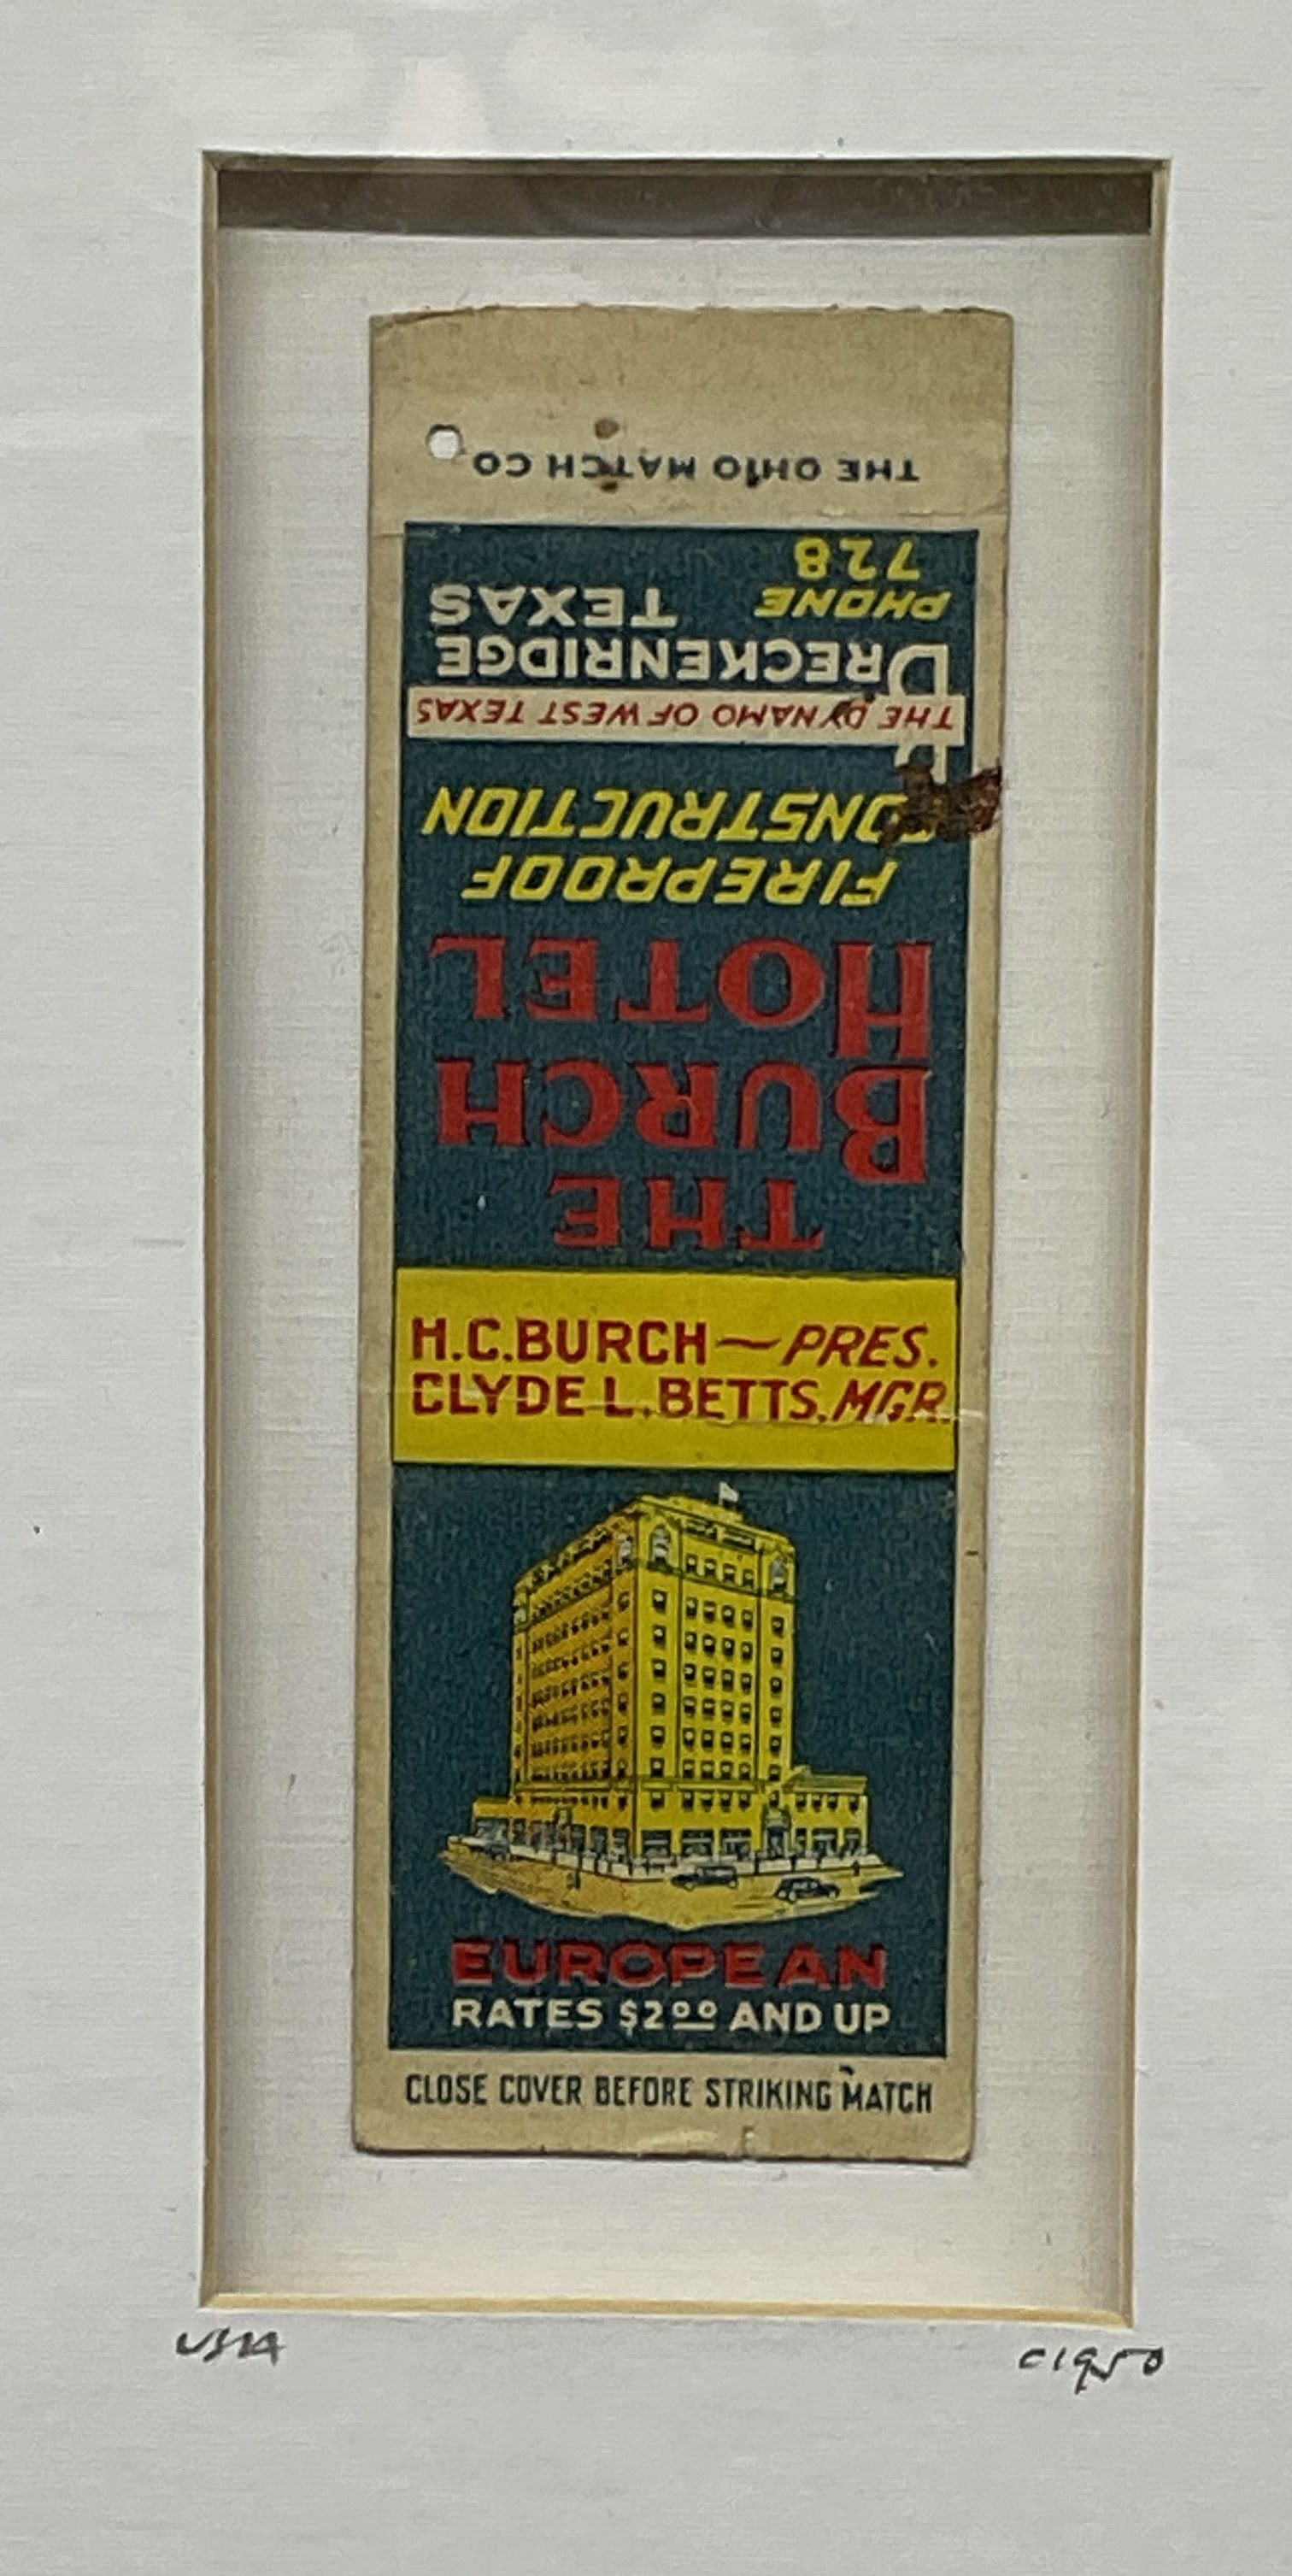 THE
BURCH
HOTEL
FIREPROOF
CONSTRUCTION
THE DYNAMO OF WEST TEXAS
BRECKENRIDGE
PHONE TEXAS
728
THE OHIO MATCH CO
H.C.BURCH~PRES.
CLYDE L.BETTS,MGR.
EUROPEAN
RATES $2.00 AND UP
CLOSE COVER BEFORE STRIKING MATCH
USA
C1950